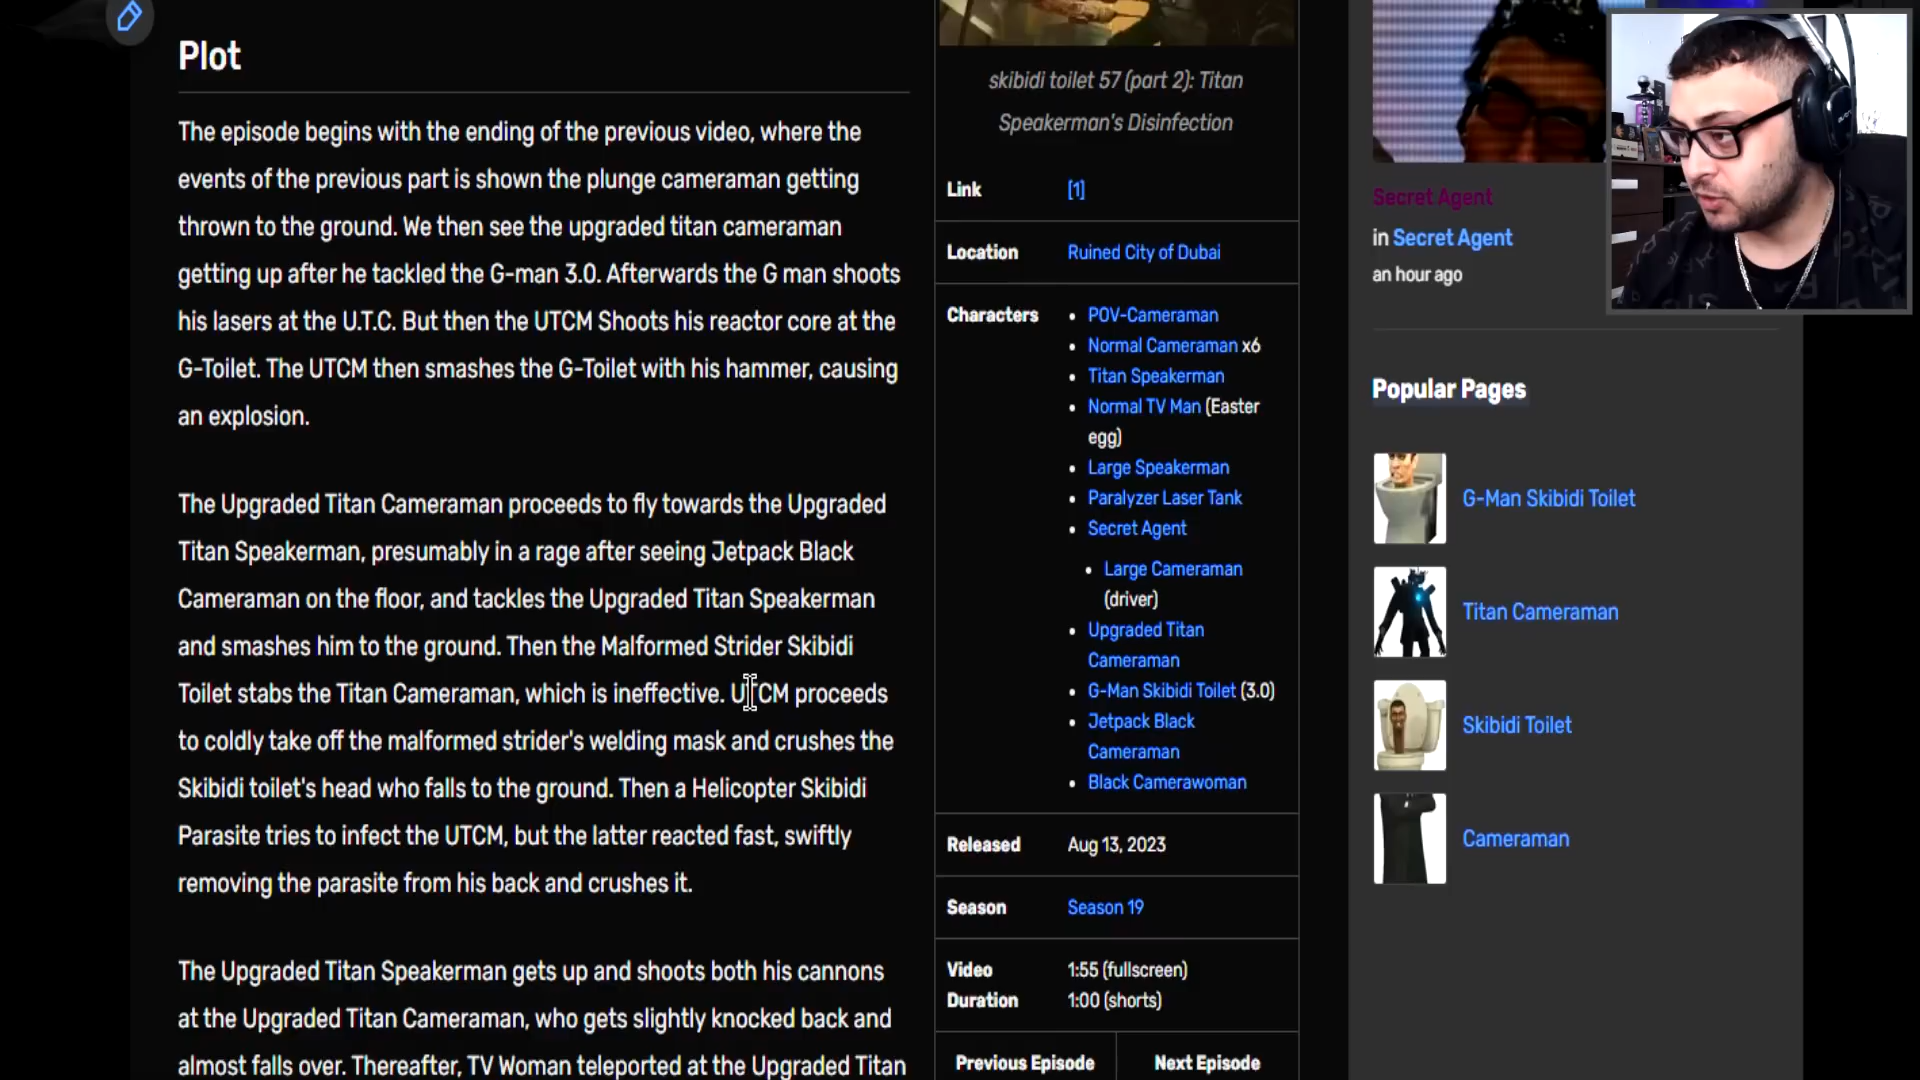 Plot
The episode begins with the ending of the previous video, where the
events of the previous part is shown the plunge cameraman getting
thrown to the ground. We then see the upgraded titan cameraman
getting up after he tackled the G-man 3.0. Afterwards the G man shoots
his lasers at the U.T.C. But then the UTCM Shoots his reactor core at the
G-Toilet. The UTCM then smashes the G-Toilet with his hammer, causing
an explosion.
The Upgraded Titan Cameraman proceeds to fly towards the Upgraded
Titan Speakerman, presumably in a rage after seeing Jetpack Black
Cameraman on the floor, and tackles the Upgraded Titan Speakerman
and smashes him to the ground. Then the Malformed Strider Skibidi
Toilet stabs the Titan Cameraman, which is ineffective. UTCM proceeds
to coldly take off the malformed strider's welding mask and crushes the
Skibidi toilet's head who falls to the ground. Then a Helicopter Skibidi
Parasite tries to infect the UTCM, but the latter reacted fast, swiftly
removing the parasite from his back and crushes it.
The Upgraded Titan Speakerman gets up and shoots both his cannons
at the Upgraded Titan Cameraman, who gets slightly knocked back and
almost falls over. Thereafter, TV Woman teleported at the Upgraded Titan
skibidi toilet 57 (part 2): Titan
Speakerman's Disinfection
Link [1]
Location Ruined City of Dubai
Characters
• POV-Cameraman
• Normal Cameraman x6
• Titan Speakerman
• Normal TV Man (Easter
egg)
• Large Speakerman
• Paralyzer Laser Tank
• Secret Agent
• Large Cameraman
(driver)
• Upgraded Titan
Cameraman
• G-Man Skibidi Toilet (3.0)
• Jetpack Black
Cameraman
• Black Camerawoman
Released Aug 13, 2023
Season Season 19
Video 1:55 (fullscreen)
Duration 1:00 (shorts)
Previous Episode Next Episode
Secret Agent
in Secret Agent
an hour ago
Popular Pages
G-Man Skibidi Toilet
Titan Cameraman
Skibidi Toilet
Cameraman